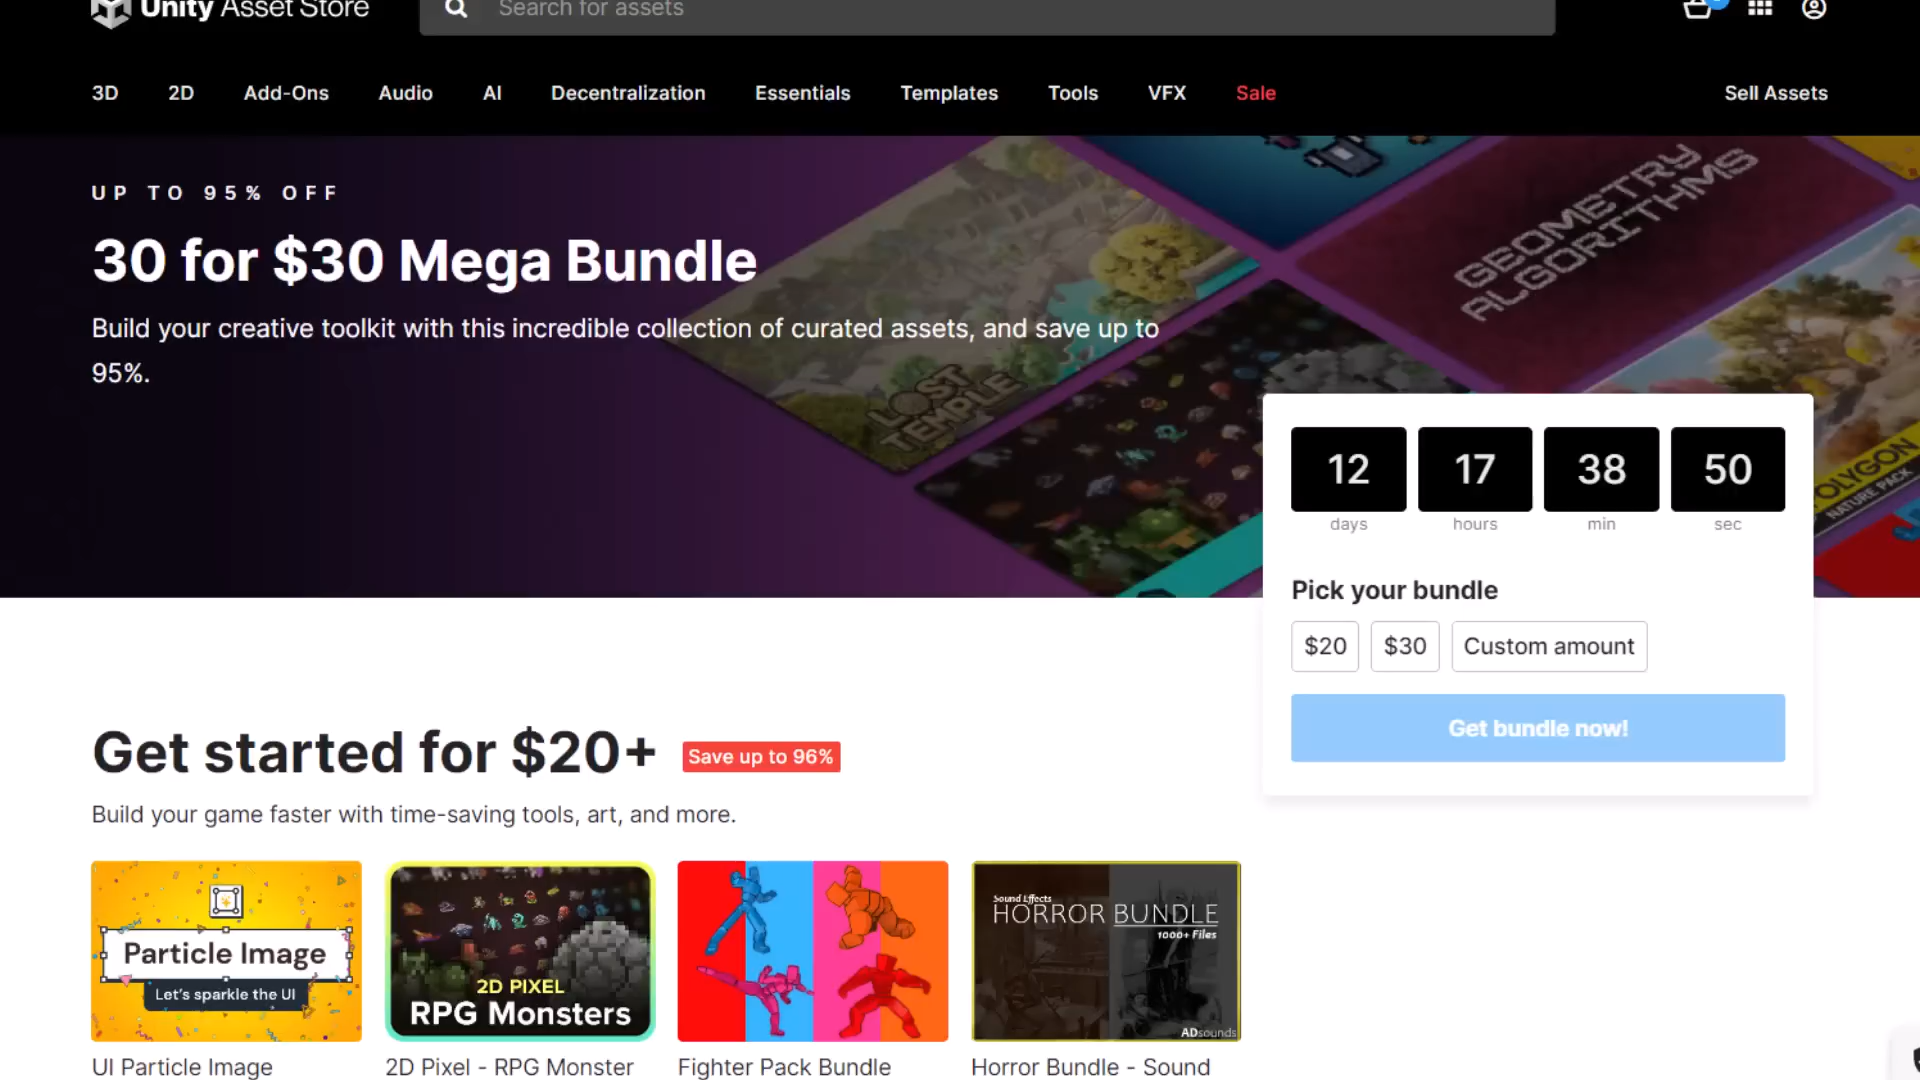 Unity Asset Store
Search for assets
3D
2D
Add-Ons
Audio
AI
Decentralization
Essentials
Templates
Tools
VFX
Sale
Sell Assets
UP TO 95% OFF
30 for $30 Mega Bundle
Build your creative toolkit with this incredible collection of curated assets, and save up to
95%.
GEOMETRY
ALGORITHMS
LOST
TEMPLE
POLYGON
NATURE PACK
12
17
38
50
days
hours
min
sec
Pick your bundle
$20
$30
Custom amount
Get bundle now!
Get started for $20+
Save up to 96%
Build your game faster with time-saving tools, art, and more.
Particle Image
Let's sparkle the UI
2D PIXEL
RPG Monsters
Sound Effects
HORROR BUNDLE
1000+ Files
ADsounds
UI Particle Image
2D Pixel - RPG Monster
Fighter Pack Bundle
Horror Bundle - Sound